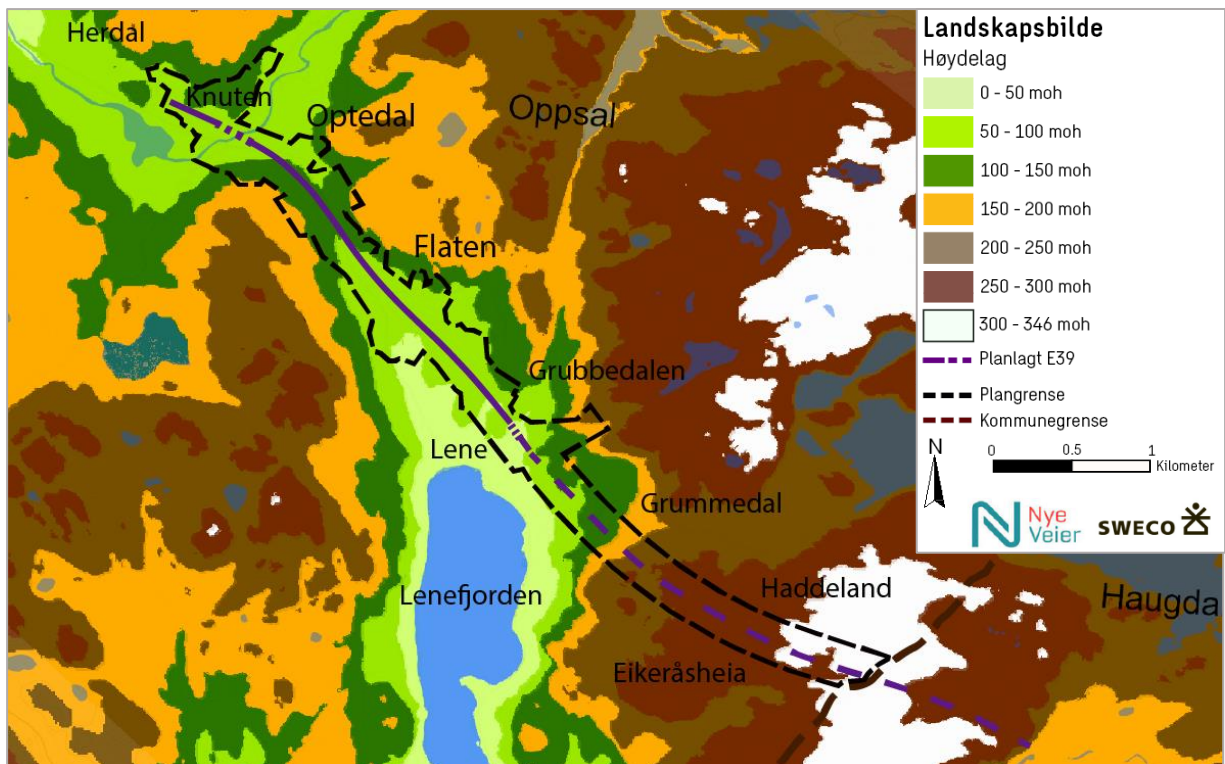 Herdal
Knuten
Optedal
Oppsal
Flaten
Grubbedalen
Lene
Grummedal
Lenefjorden
Haddeland
Haugda
Eikeråsheia
Landskapsbilde
Høydelag
0 - 50 moh
50 - 100 moh
100 - 150 moh
150 - 200 moh
200 - 250 moh
250 - 300 moh
300 - 346 moh
Planlagt E39
Plangrense
Kommunegrense
N
0 0.5 1
Kilometer
Nye
Veier
SWECO